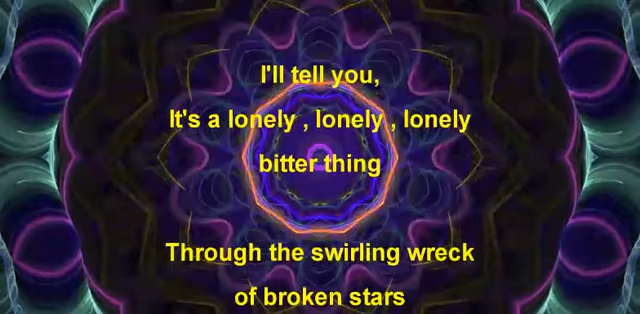 I'll tell you,
It's a lonely , lonely , lonely
bitter thing
Through the swirling wreck
of broken stars